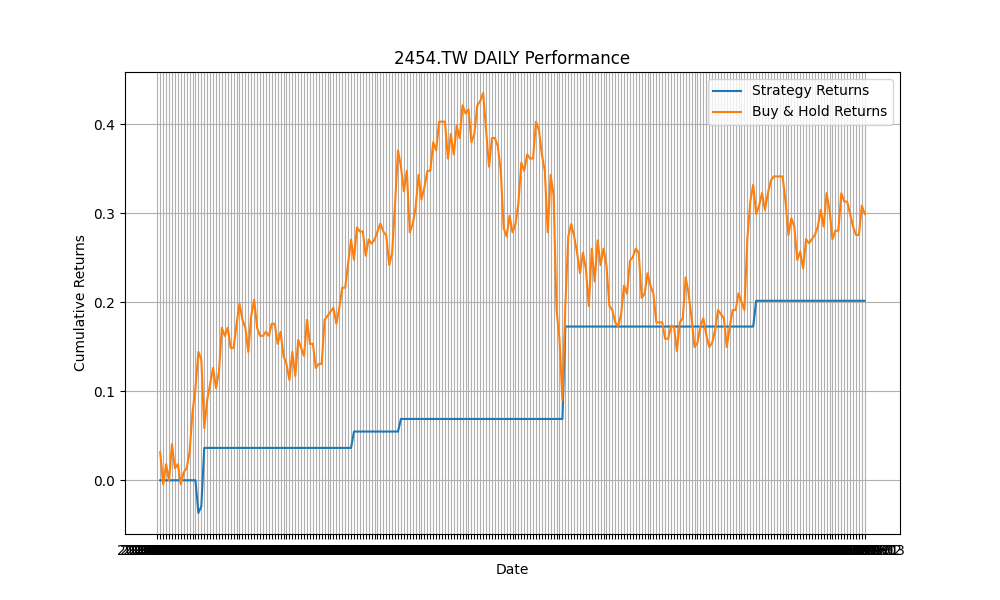 2454.TW DAILY Performance
Strategy Returns
Buy & Hold Returns
0.4
0.3
0.2
0.1
0.0
Cumulative Returns
Date